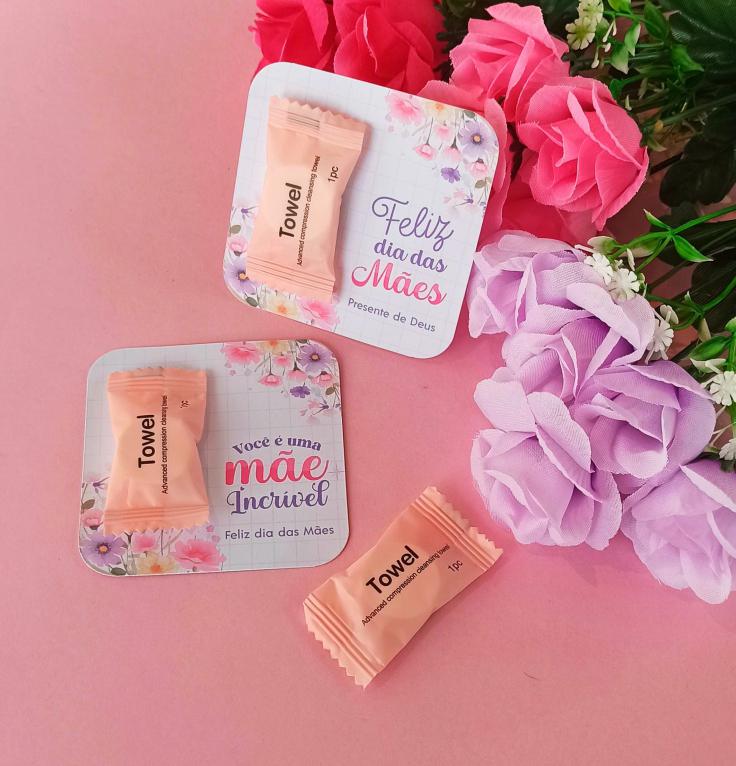 Towel
Advanced compression cleansing towel
1pc
Feliz
dia das
Mães
Presente de Deus
Towel
Advanced compression cleansing towel
1pc
Você é uma
mãe
Incrível
Feliz dia das Mães
Towel
Advanced compression cleansing towel
1pc